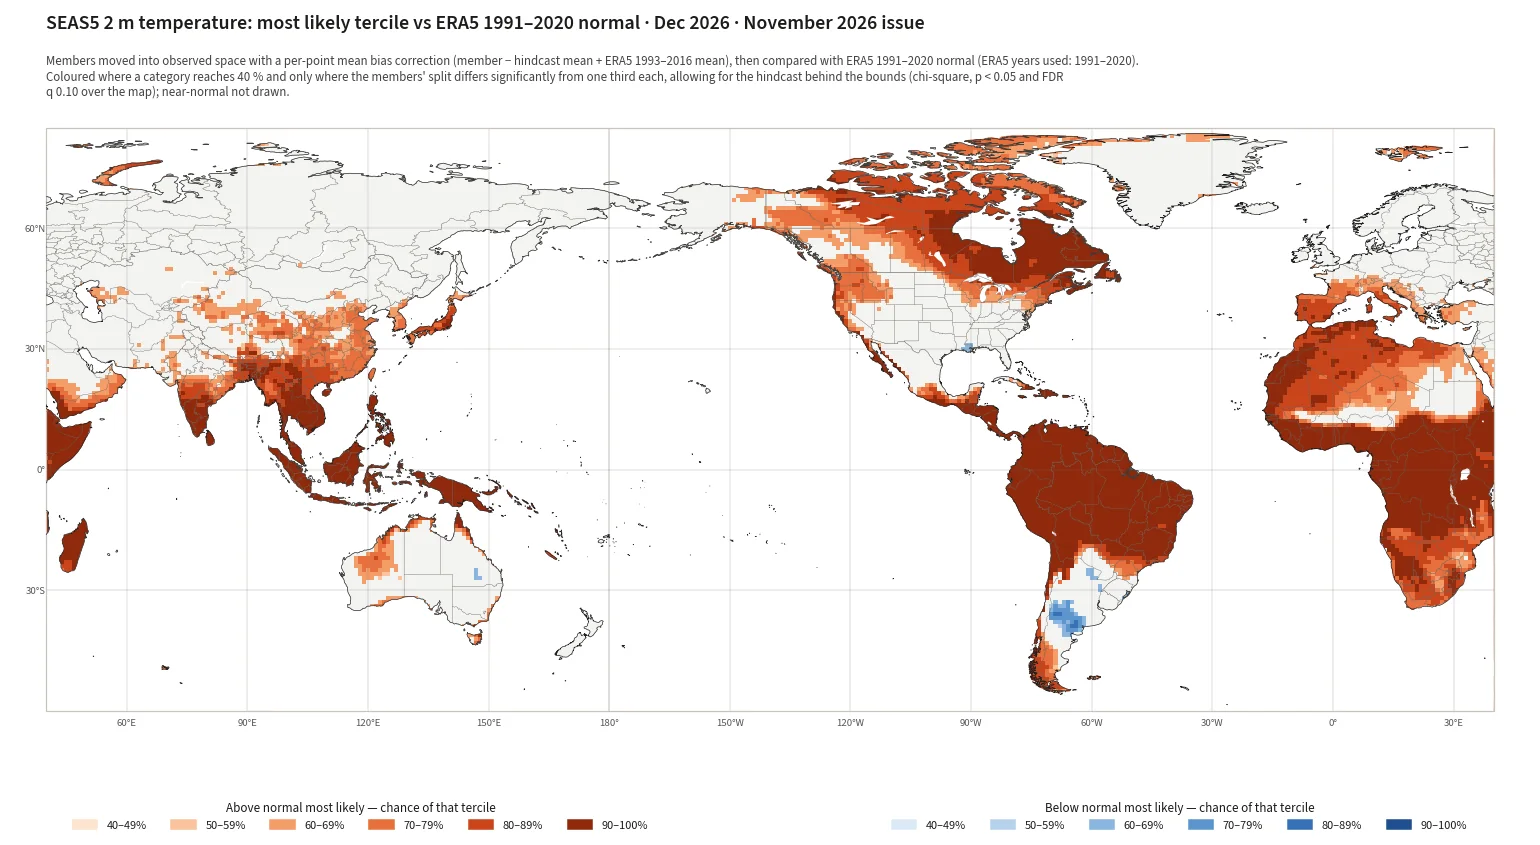 SEAS5 2 m temperature: most likely tercile vs ERA5 1991–2020 normal · Dec 2026 · November 2026 issue
Members moved into observed space with a per-point mean bias correction (member − hindcast mean + ERA5 1993–2016 mean), then compared with ERA5 1991–2020 normal (ERA5 years used: 1991–2020).
Coloured where a category reaches 40 % and only where the members' split differs significantly from one third each, allowing for the hindcast behind the bounds (chi-square, p < 0.05 and FDR
q 0.10 over the map); near-normal not drawn.
60°N
30°N
0°
30°S
60°E 90°E 120°E 150°E 180° 150°W 120°W 90°W 60°W 30°W 0° 30°E
Above normal most likely — chance of that tercile
40–49% 50–59% 60–69% 70–79% 80–89% 90–100%
Below normal most likely — chance of that tercile
40–49% 50–59% 60–69% 70–79% 80–89% 90–100%